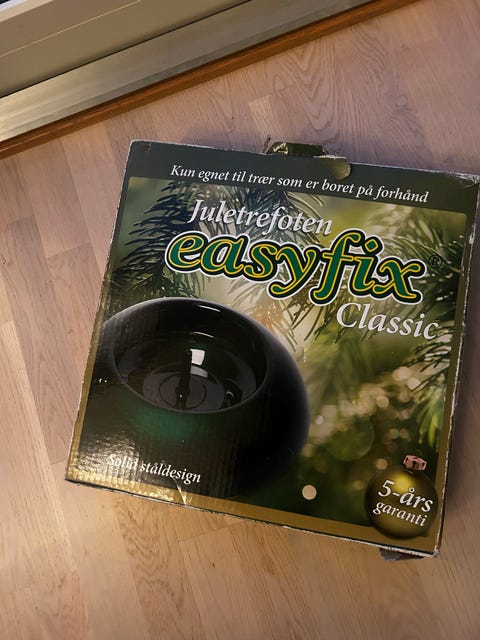 Kun egnet til trær som er boret på forhånd
Juletrefoten
easyfix®
Classic
Solid ståldesign
5-års
garanti